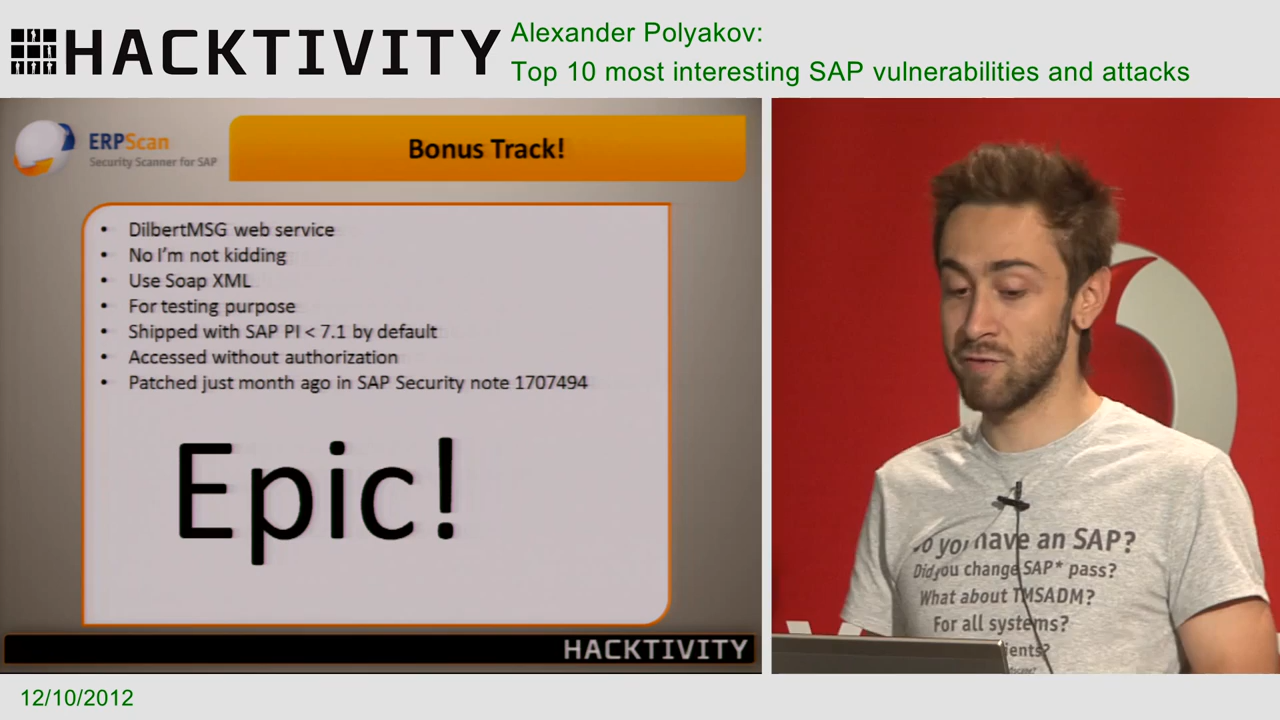 HACKTIVITY
Alexander Polyakov:
Top 10 most interesting SAP vulnerabilities and attacks
ERPScan
Security Scanner for SAP
Bonus Track!
• DilbertMSG web service
• No I'm not kidding
• Use Soap XML
• For testing purpose
• Shipped with SAP PI < 7.1 by default
• Accessed without authorization
• Patched just month ago in SAP Security note 1707494
Epic!
HACKTIVITY
have an SAP?
Did you change SAP* pass?
What about TMSADM?
For all systems?
12/10/2012